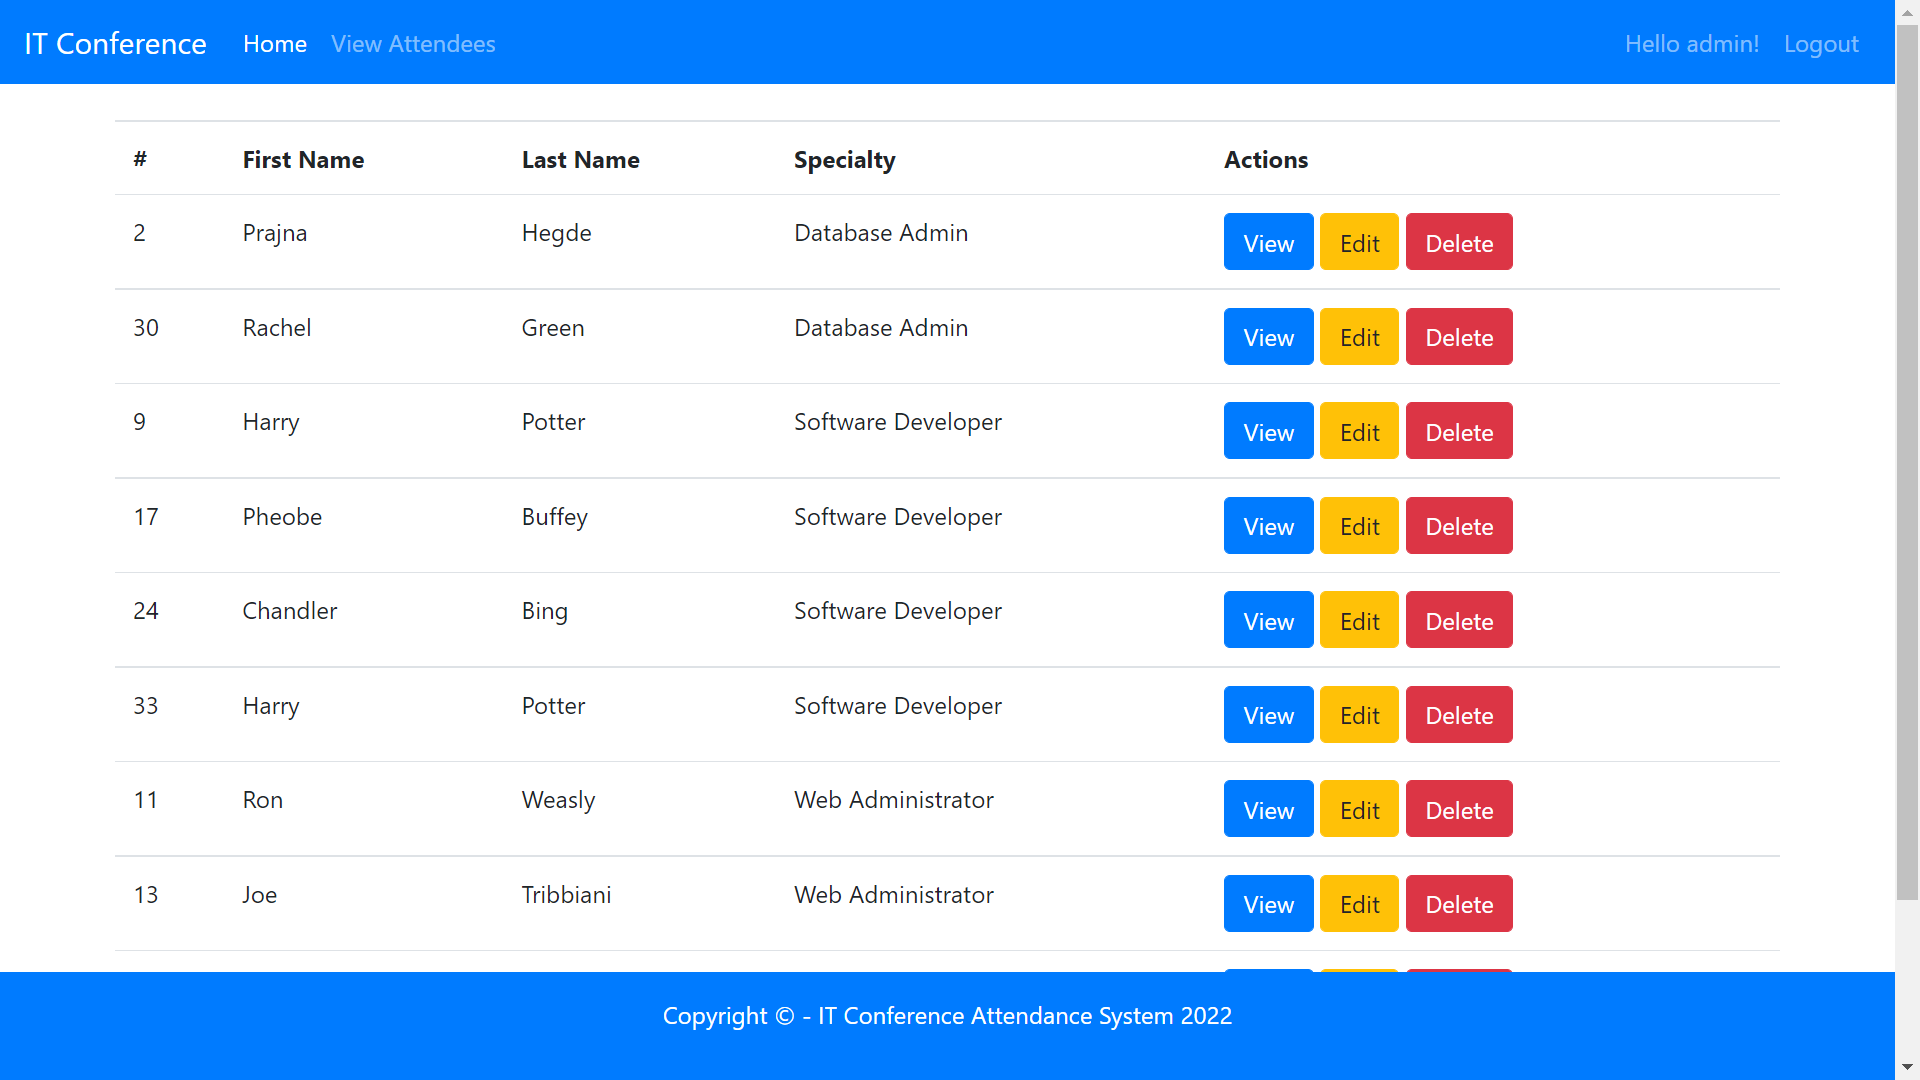 IT Conference Home View Attendees Hello admin! Logout
# First Name Last Name Specialty Actions
2 Prajna Hegde Database Admin View Edit Delete
30 Rachel Green Database Admin View Edit Delete
9 Harry Potter Software Developer View Edit Delete
17 Pheobe Buffey Software Developer View Edit Delete
24 Chandler Bing Software Developer View Edit Delete
33 Harry Potter Software Developer View Edit Delete
11 Ron Weasly Web Administrator View Edit Delete
13 Joe Tribbiani Web Administrator View Edit Delete
Copyright © - IT Conference Attendance System 2022